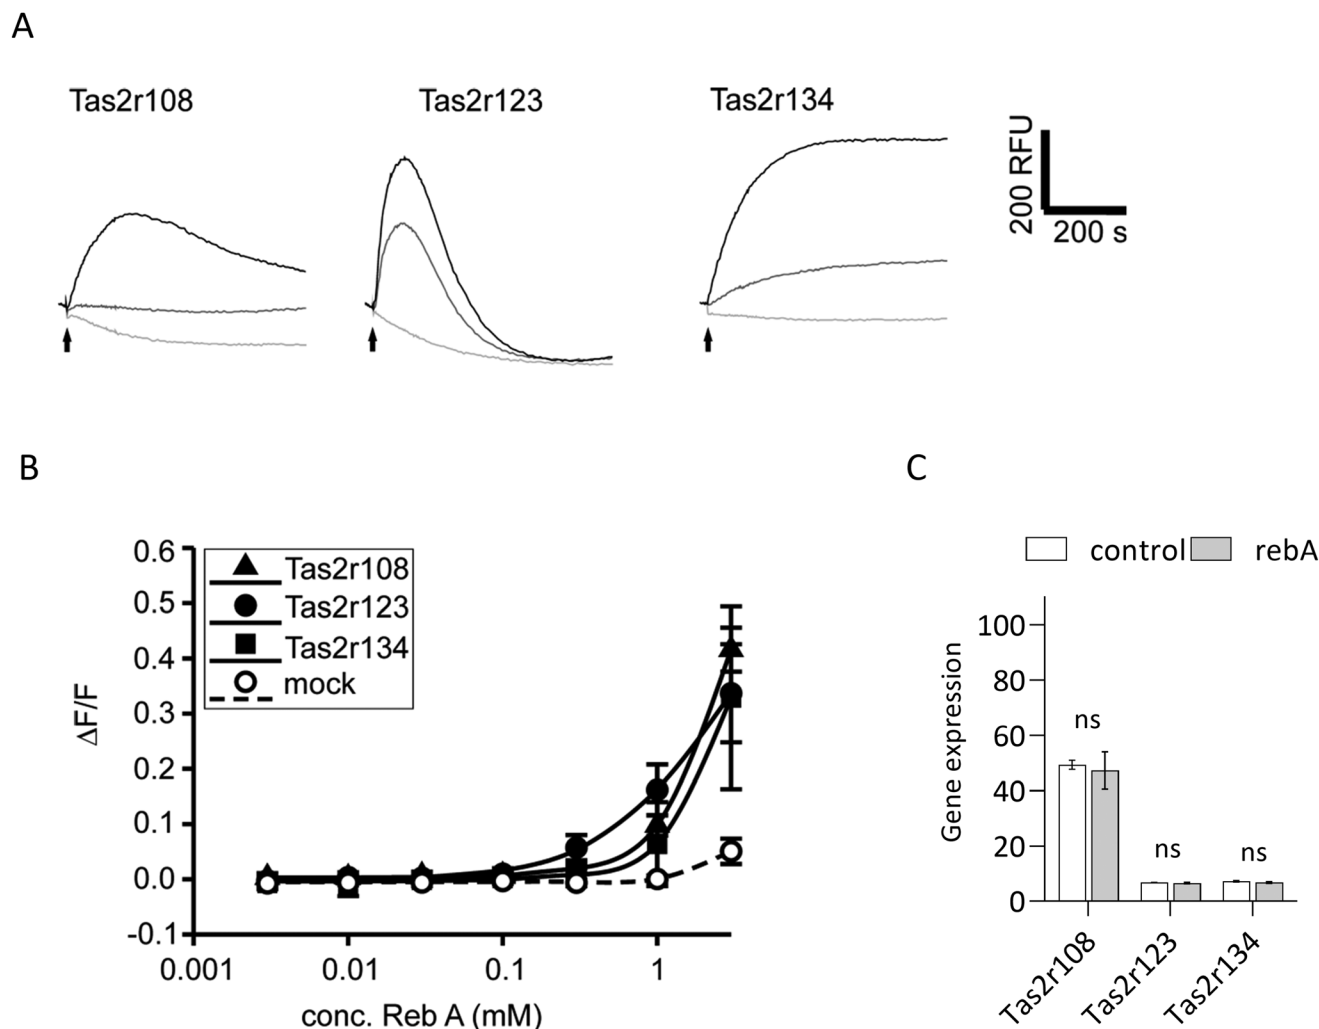 A
Tas2r108
Tas2r123
Tas2r134
200 RFU
200 s
B
0.6
0.5
0.4
0.3
0.2
0.1
0.0
-0.1
ΔF/F
Tas2r108
Tas2r123
Tas2r134
mock
0.001
0.01
0.1
1
conc. Reb A (mM)
C
control
rebA
Gene expression
100
80
60
40
20
0
ns
ns
ns
Tas2r108
Tas2r123
Tas2r134